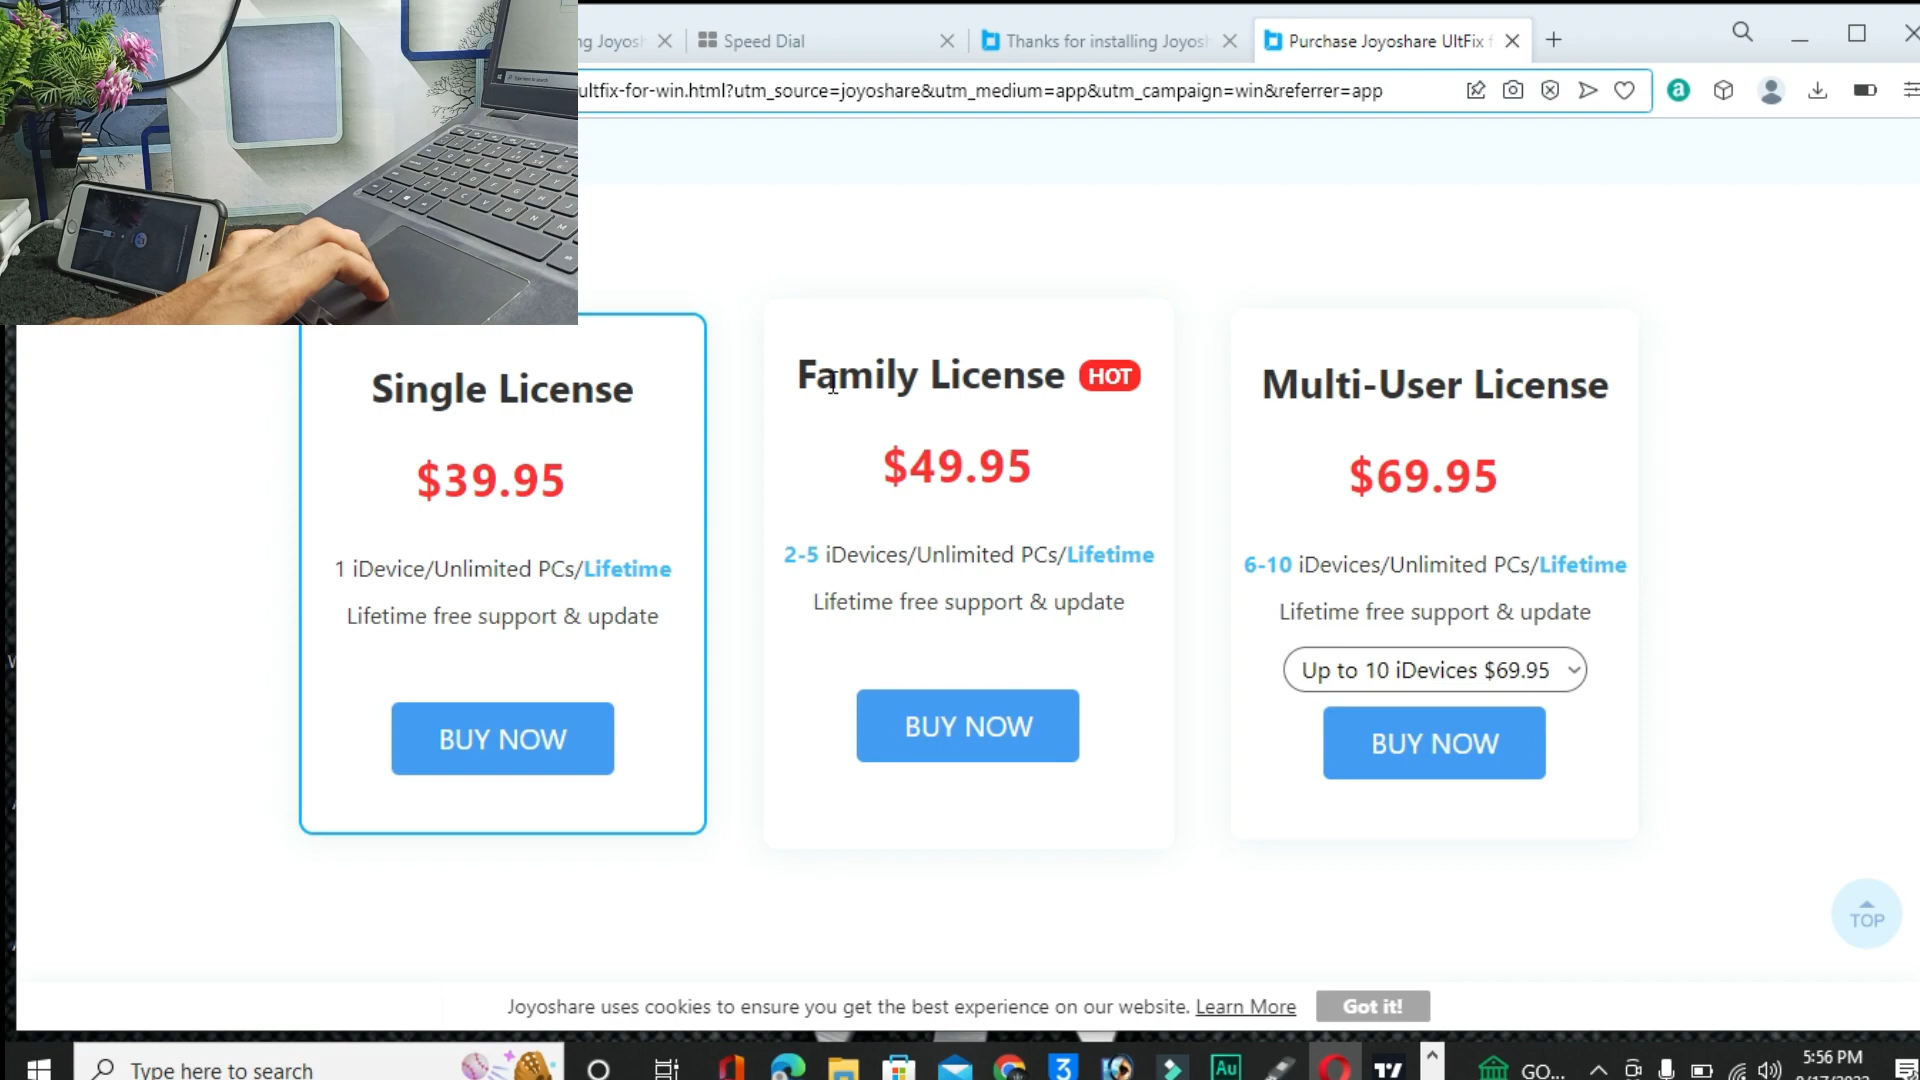 Speed Dial
Thanks for installing Joyos
Purchase Joyoshare UltFix f
ultfix-for-win.html?utm_source=joyoshare&utm_medium=app&utm_campaign=win&referrer=app
Single License
$39.95
1 iDevice/Unlimited PCs/Lifetime
Lifetime free support & update
BUY NOW
Family License HOT
$49.95
2-5 iDevices/Unlimited PCs/Lifetime
Lifetime free support & update
BUY NOW
Multi-User License
$69.95
6-10 iDevices/Unlimited PCs/Lifetime
Lifetime free support & update
Up to 10 iDevices $69.95
BUY NOW
TOP
Joyoshare uses cookies to ensure you get the best experience on our website. Learn More
Got it!
Type here to search
3
Au
GO...
5:56 PM